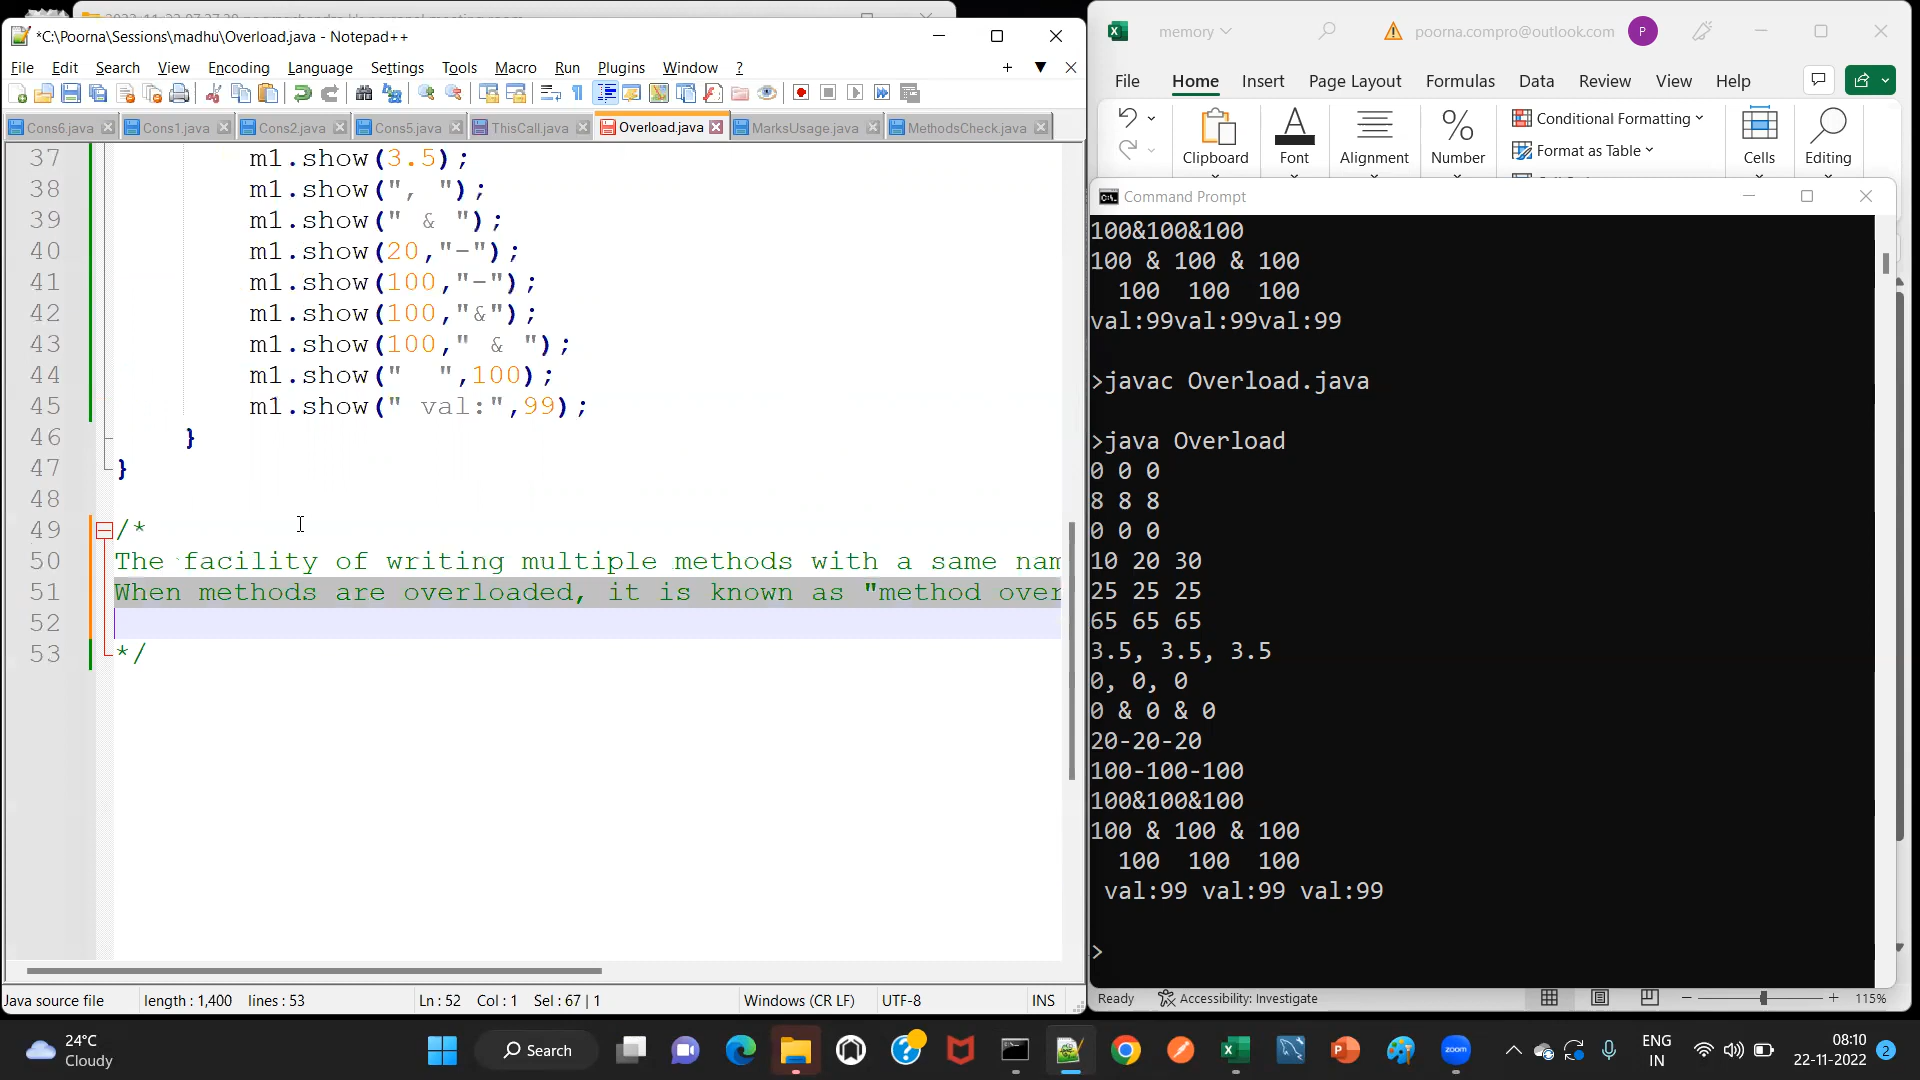 *C:\Poorna\Sessions\madhu\Overload.java - Notepad++
File Edit Search View Encoding Language Settings Tools Macro Run Plugins Window ?
Cons6.java Cons1.java Cons2.java Cons5.java ThisCall.java Overload.java MarksUsage.java MethodsCheck.java
37 m1.show(3.5);
38 m1.show(", ");
39 m1.show(" & ");
40 m1.show(20,"-");
41 m1.show(100,"-");
42 m1.show(100,"&");
43 m1.show(100," & ");
44 m1.show("  ",100);
45 m1.show(" val:",99);
46 }
47 }
48
49 /*
50 The facility of writing multiple methods with a same nam
51 When methods are overloaded, it is known as "method over
52
53 */
Java source file length : 1,400 lines : 53 Ln : 52 Col : 1 Sel : 67 | 1 Windows (CR LF) UTF-8 INS
memory poorna.compro@outlook.com P
File Home Insert Page Layout Formulas Data Review View Help
Clipboard Font Alignment Number Conditional Formatting Format as Table Cells Editing
Command Prompt
100&100&100
100 & 100 & 100
100 100 100
val:99val:99val:99
>javac Overload.java
>java Overload
0 0 0
8 8 8
0 0 0
10 20 30
25 25 25
65 65 65
3.5, 3.5, 3.5
0, 0, 0
0 & 0 & 0
20-20-20
100-100-100
100&100&100
100 & 100 & 100
100 100 100
val:99 val:99 val:99
>
Ready Accessibility: Investigate 115%
24°C
Cloudy
Search
zoom
ENG
IN
08:10
22-11-2022
2